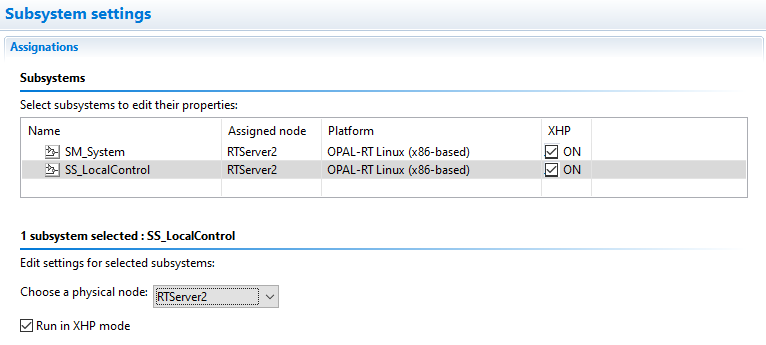 Subsystem settings
Assignations
Subsystems
Select subsystems to edit their properties:
Name Assigned node Platform XHP
SM_System RTServer2 OPAL-RT Linux (x86-based) ON
SS_LocalControl RTServer2 OPAL-RT Linux (x86-based) ON
1 subsystem selected : SS_LocalControl
Edit settings for selected subsystems:
Choose a physical node: RTServer2
Run in XHP mode